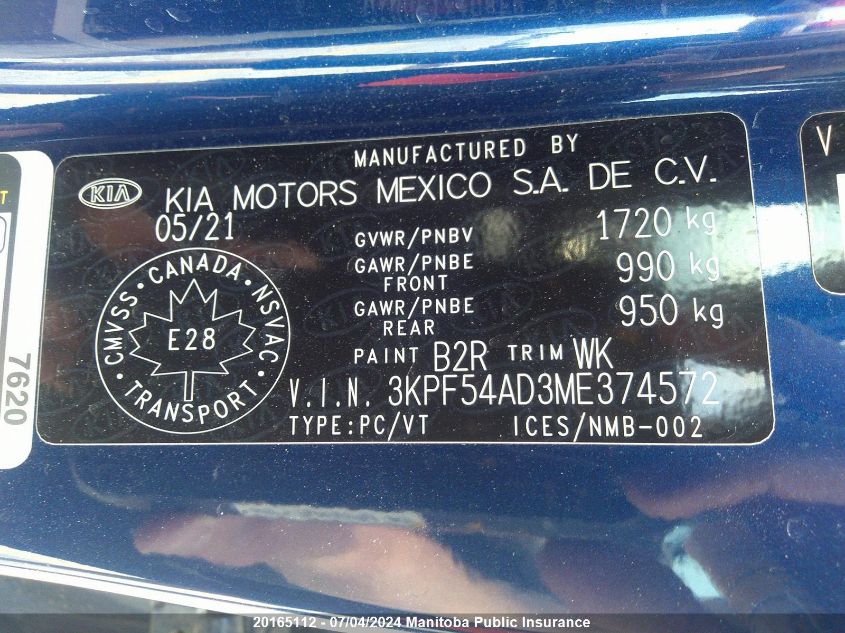 MANUFACTURED BY
KIA KIA MOTORS MEXICO S.A. DE C.V.
05/21
GVWR/PNBV 1720 kg
GAWR/PNBE FRONT 990 kg
GAWR/PNBE REAR 950 kg
CMVSS CANADA NSVAC
E28
TRANSPORT
PAINT B2R TRIM WK
V.I.N. 3KPF54AD3ME374572
TYPE:PC/VT ICES/NMB-002
7620
T
V
20165112 - 07/04/2024 Manitoba Public Insurance